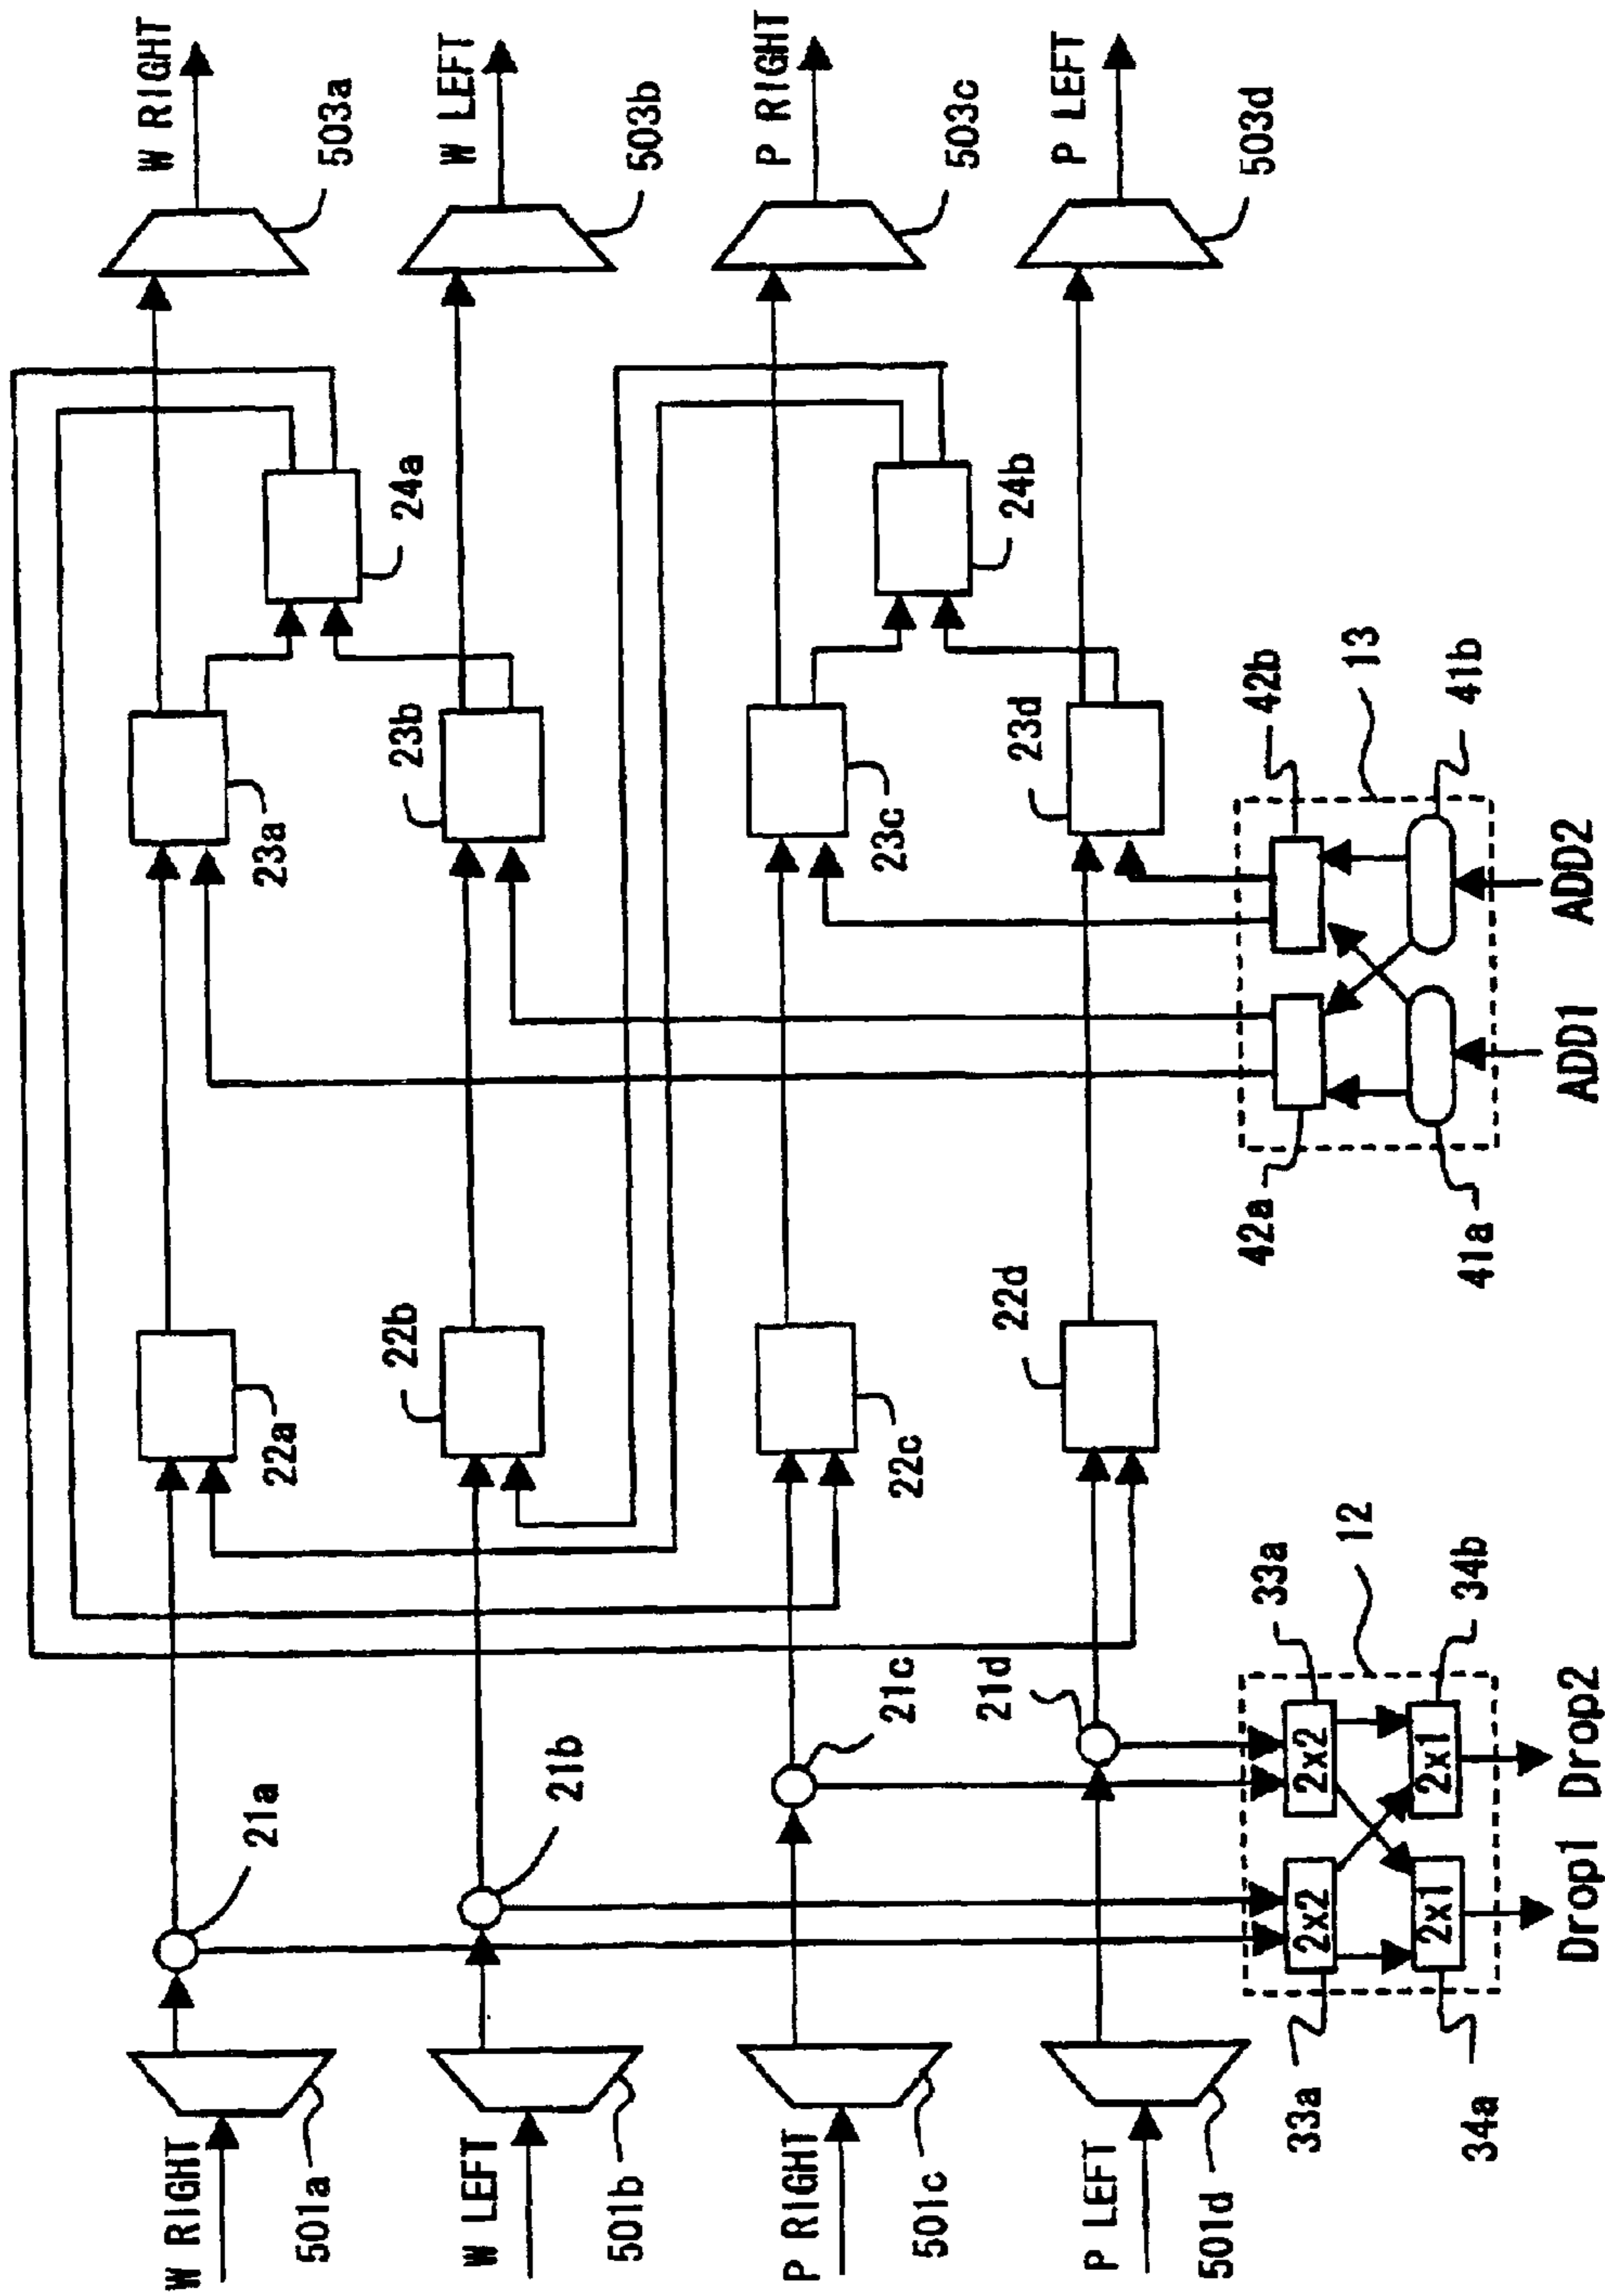 W RIGHT
503a
W LEFT
503b
P RIGHT
503c
P LEFT
503d
24a
24b
23a
23b
23c
23d
42b
13
41b
ADD2
ADD1
42a
41a
22a
22b
22c
22d
21a
21b
21c
21d
33a
12
34b
2x2
2x1
2x2
2x1
Drop1
Drop2
33a
34a
W RIGHT
501a
W LEFT
501b
P RIGHT
501c
P LEFT
501d